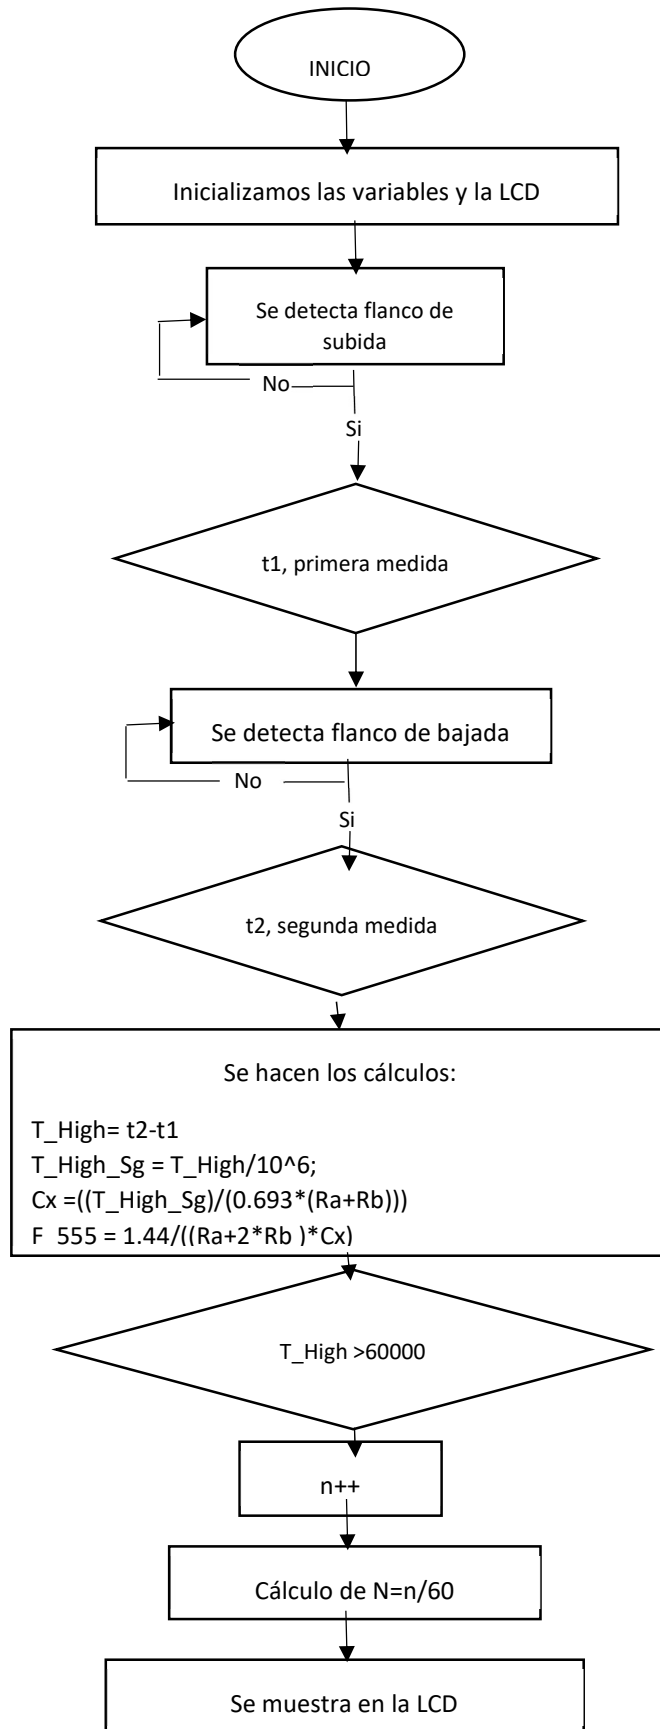 INICIO
Inicializamos las variables y la LCD
Se detecta flanco de
subida
No
Si
t1, primera medida
Se detecta flanco de bajada
No
Si
t2, segunda medida
Se hacen los cálculos:
T_High= t2-t1
T_High_Sg = T_High/10^6;
Cx =((T_High_Sg)/(0.693*(Ra+Rb)))
F_555 = 1.44/((Ra+2*Rb )*Cx)
T_High >60000
n++
Cálculo de N=n/60
Se muestra en la LCD